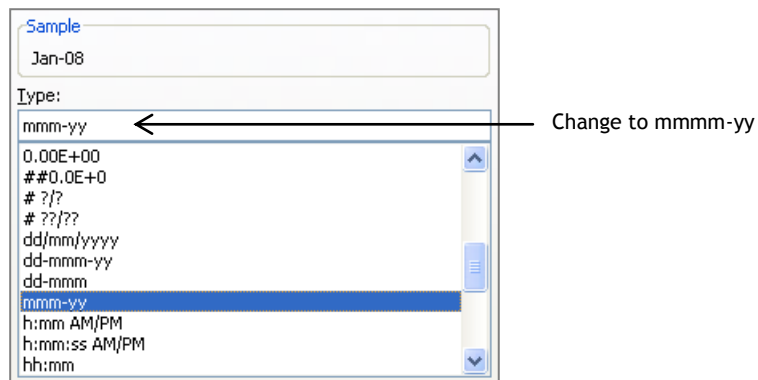 Sample
Jan-08
Type:
mmm-yy
Change to mmmm-yy
0.00E+00
##0.0E+0
# ?/?
# ??/??
dd/mm/yyyy
dd-mmm-yy
dd-mmm
mmm-yy
h:mm AM/PM
h:mm:ss AM/PM
hh:mm